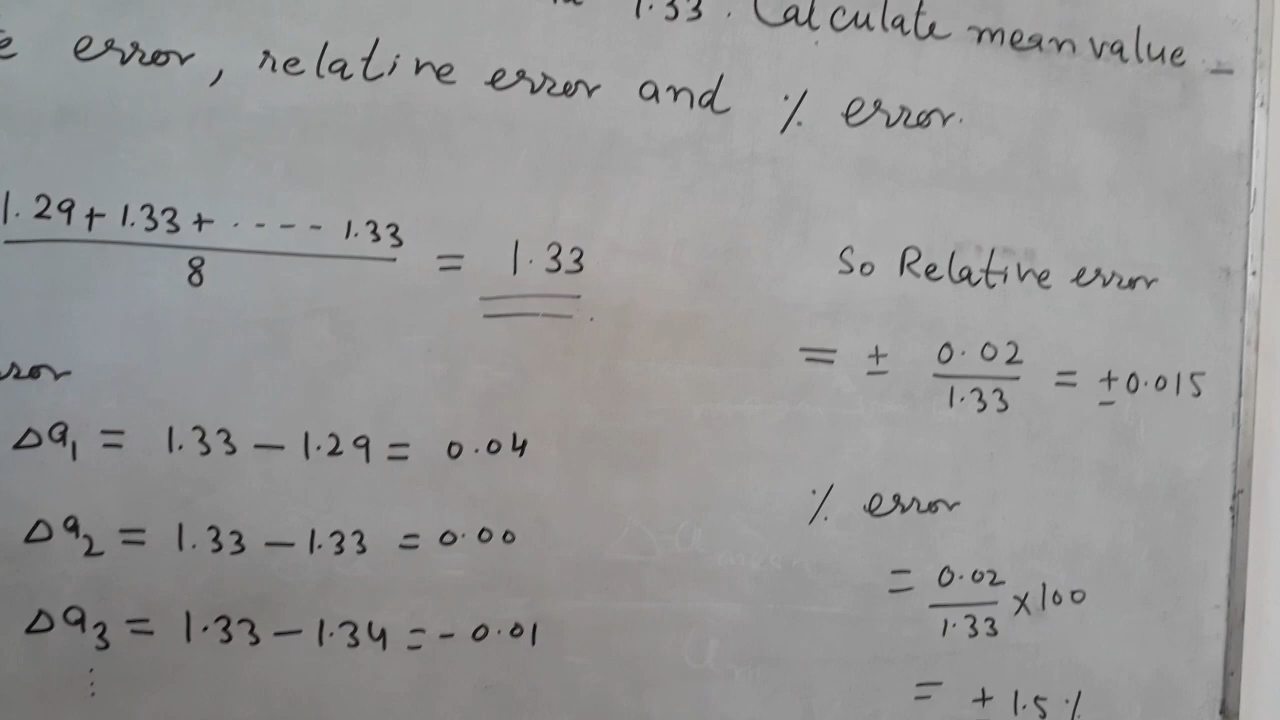 1.33. Calculate mean value -
error, relative error and % error.
1.29 + 1.33 + . - - - 1.33
8
= 1.33
Δa1 = 1.33 - 1.29 = 0.04
Δa2 = 1.33 - 1.33 = 0.00
Δa3 = 1.33 - 1.34 = - 0.01
⋮
So Relative error
= ± 0.02 / 1.33 = ±0.015
% error
= 0.02 / 1.33 × 100
= ± 1.5 %